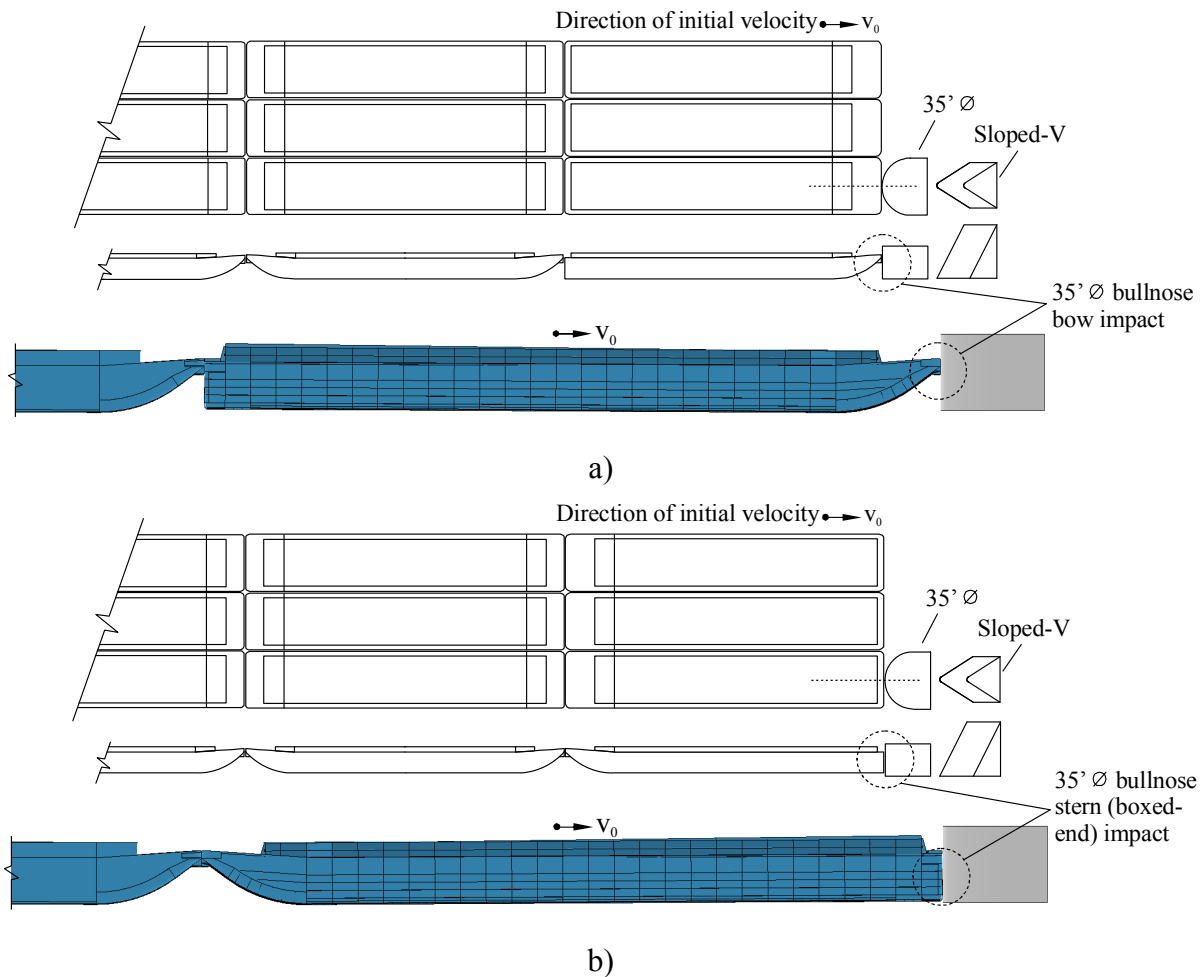 Direction of initial velocity v₀
35' ∅
Sloped-V
35' ∅ bullnose
bow impact
v₀
a)
Direction of initial velocity v₀
35' ∅
Sloped-V
35' ∅ bullnose
stern (boxed-
end) impact
v₀
b)